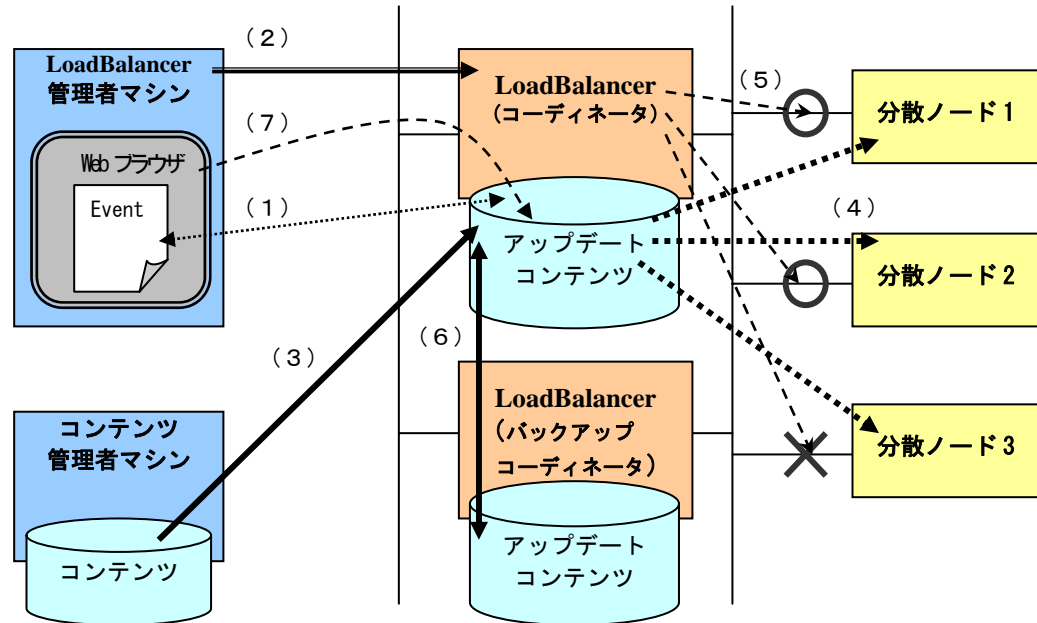 （２）
LoadBalancer
管理者マシン
Web ブラウザ
Event
（７）
（１）
LoadBalancer
（コーディネータ）
アップデート
コンテンツ
（５）
分散ノード１
（４）
分散ノード２
分散ノード３
（３）
（６）
LoadBalancer
（バックアップ
コーディネータ）
アップデート
コンテンツ
コンテンツ
管理者マシン
コンテンツ